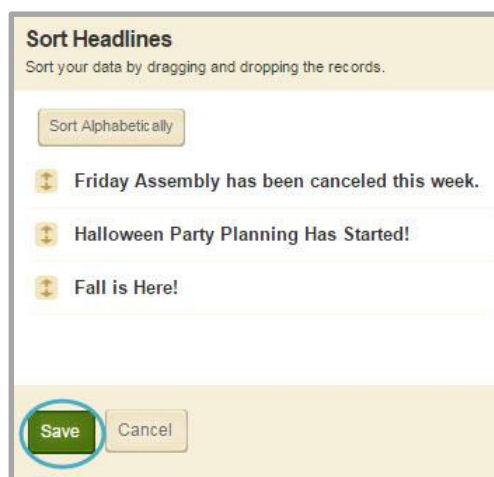 Sort Headlines
Sort your data by dragging and dropping the records.
Sort Alphabetically
Friday Assembly has been canceled this week.
Halloween Party Planning Has Started!
Fall is Here!
Save Cancel